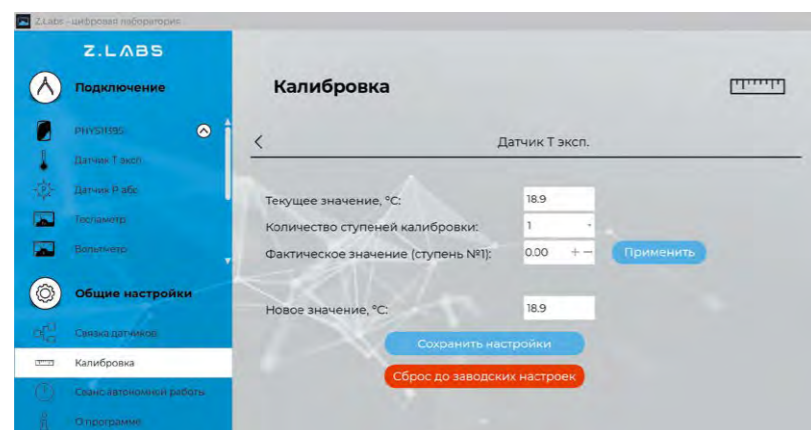 Z.Labs - цифровая лаборатория
Z.LABS
Подключение
Датчик Т эксп.
Датчик Р абс.
Тесламетр
Вольтметр
Общие настройки
Связка датчиков
Калибровка
Сеанс автономной работы
О программе
Калибровка
Датчик Т эксп.
Текущее значение, °С: 18.9
Количество ступеней калибровки: 1
Фактическое значение (ступень №1): 0.00 + − Применить
Новое значение, °С: 18.9
Сохранить настройки
Сброс до заводских настроек